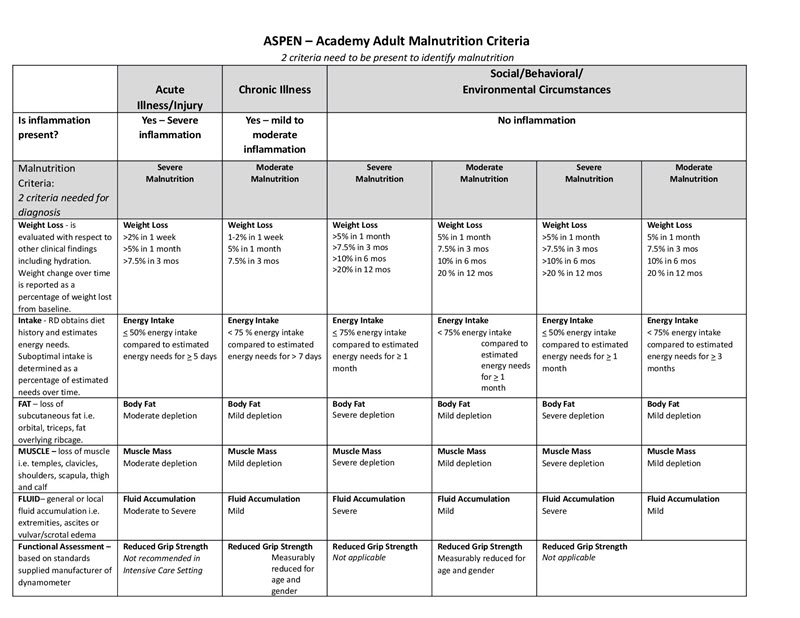 ASPEN – Academy Adult Malnutrition Criteria
2 criteria need to be present to identify malnutrition
Acute
Illness/Injury
Chronic Illness
Social/Behavioral/
Environmental Circumstances
Is inflammation
present?
Yes – Severe
inflammation
Yes – mild to
moderate
inflammation
No inflammation
Malnutrition
Criteria:
2 criteria needed for
diagnosis
Severe
Malnutrition
Moderate
Malnutrition
Severe
Malnutrition
Moderate
Malnutrition
Severe
Malnutrition
Moderate
Malnutrition
Weight Loss - is
evaluated with respect to
other clinical findings
including hydration.
Weight change over time
is reported as a
percentage of weight lost
from baseline.
Weight Loss
>2% in 1 week
>5% in 1 month
>7.5% in 3 mos
Weight Loss
1-2% in 1 week
5% in 1 month
7.5% in 3 mos
Weight Loss
>5% in 1 month
>7.5% in 3 mos
>10% in 6 mos
>20% in 12 mos
Weight Loss
5% in 1 month
7.5% in 3 mos
10% in 6 mos
20 % in 12 mos
Weight Loss
>5% in 1 month
>7.5% in 3 mos
>10% in 6 mos
>20 % in 12 mos
Weight Loss
5% in 1 month
7.5% in 3 mos
10% in 6 mos
20 % in 12 mos
Intake - RD obtains diet
history and estimates
energy needs.
Suboptimal intake is
determined as a
percentage of estimated
needs over time.
Energy Intake
≤ 50% energy intake
compared to estimated
energy needs for ≥ 5 days
Energy Intake
< 75 % energy intake
compared to estimated
energy needs for > 7 days
Energy Intake
≤ 75% energy intake
compared to estimated
energy needs for ≥ 1
month
Energy Intake
< 75% energy intake
compared to
estimated
energy needs
for ≥ 1
month
Energy Intake
≤ 50% energy intake
compared to estimated
energy needs for ≥ 1
month
Energy Intake
< 75% energy intake
compared to estimated
energy needs for ≥ 3
months
FAT – loss of
subcutaneous fat i.e.
orbital, triceps, fat
overlying ribcage.
Body Fat
Moderate depletion
Body Fat
Mild depletion
Body Fat
Severe depletion
Body Fat
Mild depletion
Body Fat
Severe depletion
Body Fat
Mild depletion
MUSCLE – loss of muscle
i.e. temples, clavicles,
shoulders, scapula, thigh
and calf
Muscle Mass
Moderate depletion
Muscle Mass
Mild depletion
Muscle Mass
Severe depletion
Muscle Mass
Mild depletion
Muscle Mass
Severe depletion
Muscle Mass
Mild depletion
FLUID– general or local
fluid accumulation i.e.
extremities, ascites or
vulvar/scrotal edema
Fluid Accumulation
Moderate to Severe
Fluid Accumulation
Mild
Fluid Accumulation
Severe
Fluid Accumulation
Mild
Fluid Accumulation
Severe
Fluid Accumulation
Mild
Functional Assessment –
based on standards
supplied manufacturer of
dynamometer
Reduced Grip Strength
Not recommended in
Intensive Care Setting
Reduced Grip Strength
Measurably
reduced for
age and
gender
Reduced Grip Strength
Not applicable
Reduced Grip Strength
Measurably reduced for
age and gender
Reduced Grip Strength
Not applicable